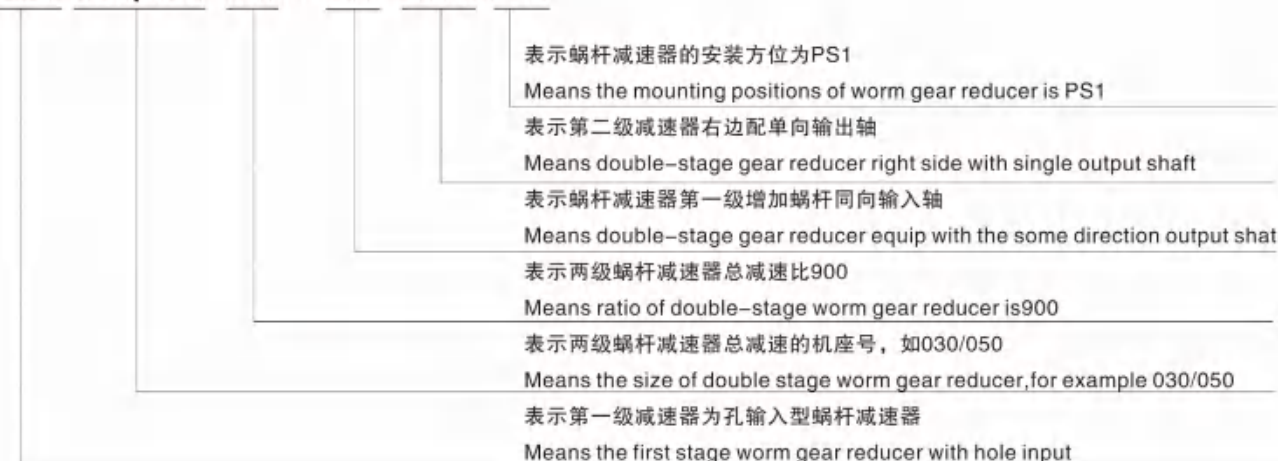 表示蜗杆减速器的安装方位为PS1
Means the mounting positions of worm gear reducer is PS1
表示第二级减速器右边配单向输出轴
Means double-stage gear reducer right side with single output shaft
表示蜗杆减速器第一级增加蜗杆同向输入轴
Means double-stage gear reducer equip with the some direction output shat
表示两级蜗杆减速器总减速比900
Means ratio of double-stage worm gear reducer is900
表示两级蜗杆减速器总减速的机座号，如030/050
Means the size of double stage worm gear reducer,for example 030/050
表示第一级减速器为孔输入型蜗杆减速器
Means the first stage worm gear reducer with hole input